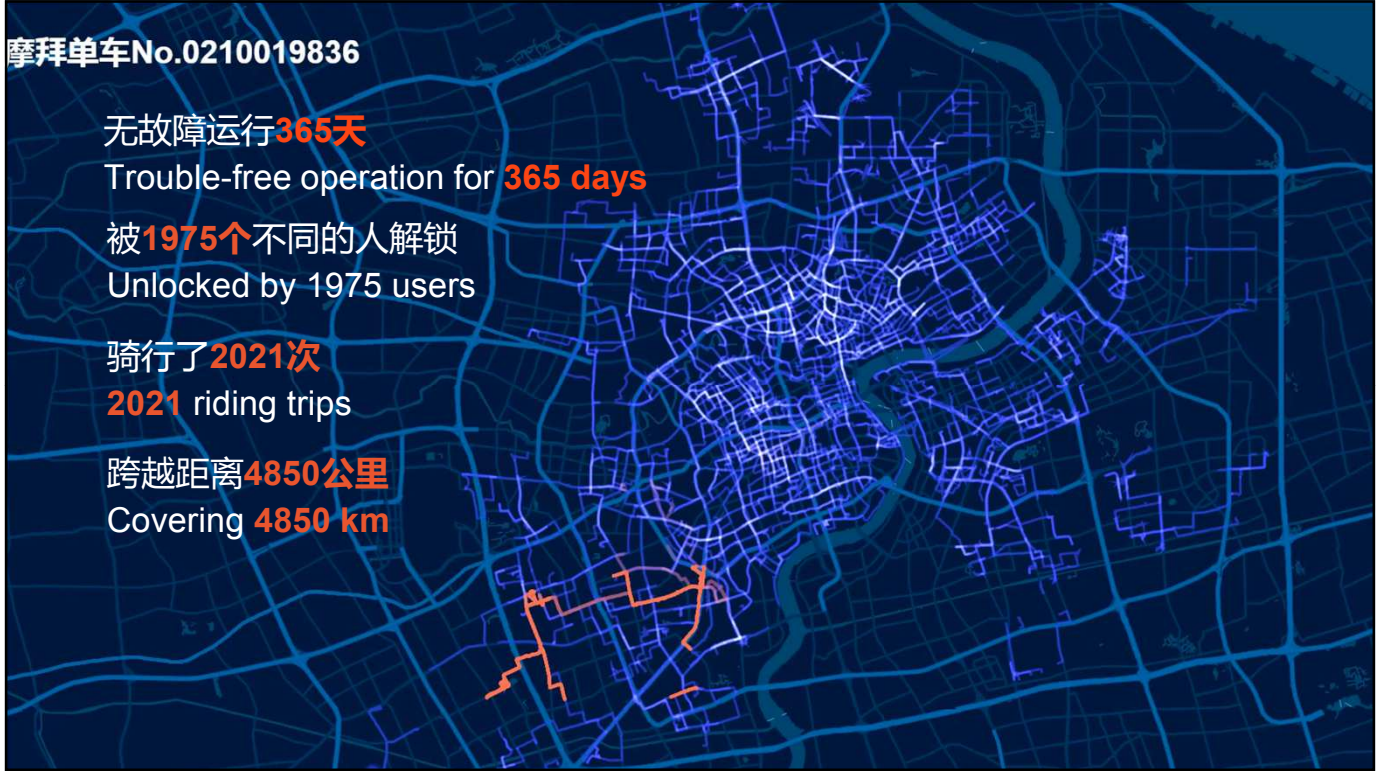 摩拜单车No.0210019836
无故障运行365天
Trouble-free operation for 365 days
被1975个不同的人解锁
Unlocked by 1975 users
骑行了2021次
2021 riding trips
跨越距离4850公里
Covering 4850 km